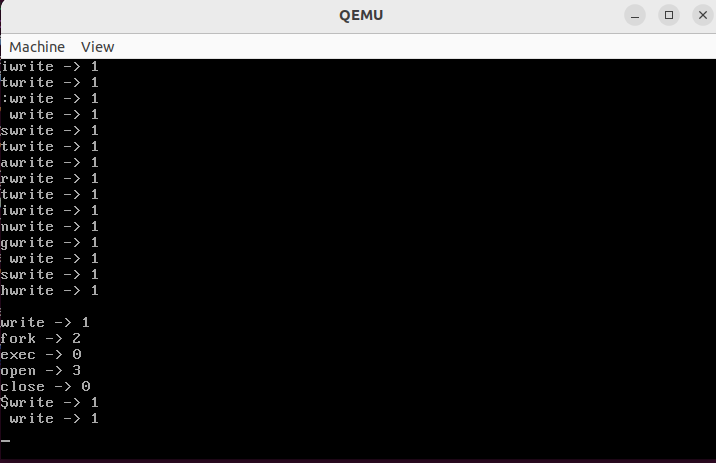 QEMU
Machine View
iwrite -> 1
twrite -> 1
:write -> 1
 write -> 1
swrite -> 1
twrite -> 1
awrite -> 1
rwrite -> 1
twrite -> 1
iwrite -> 1
nwrite -> 1
gwrite -> 1
 write -> 1
swrite -> 1
hwrite -> 1

write -> 1
fork -> 2
exec -> 0
open -> 3
close -> 0
$write -> 1
 write -> 1